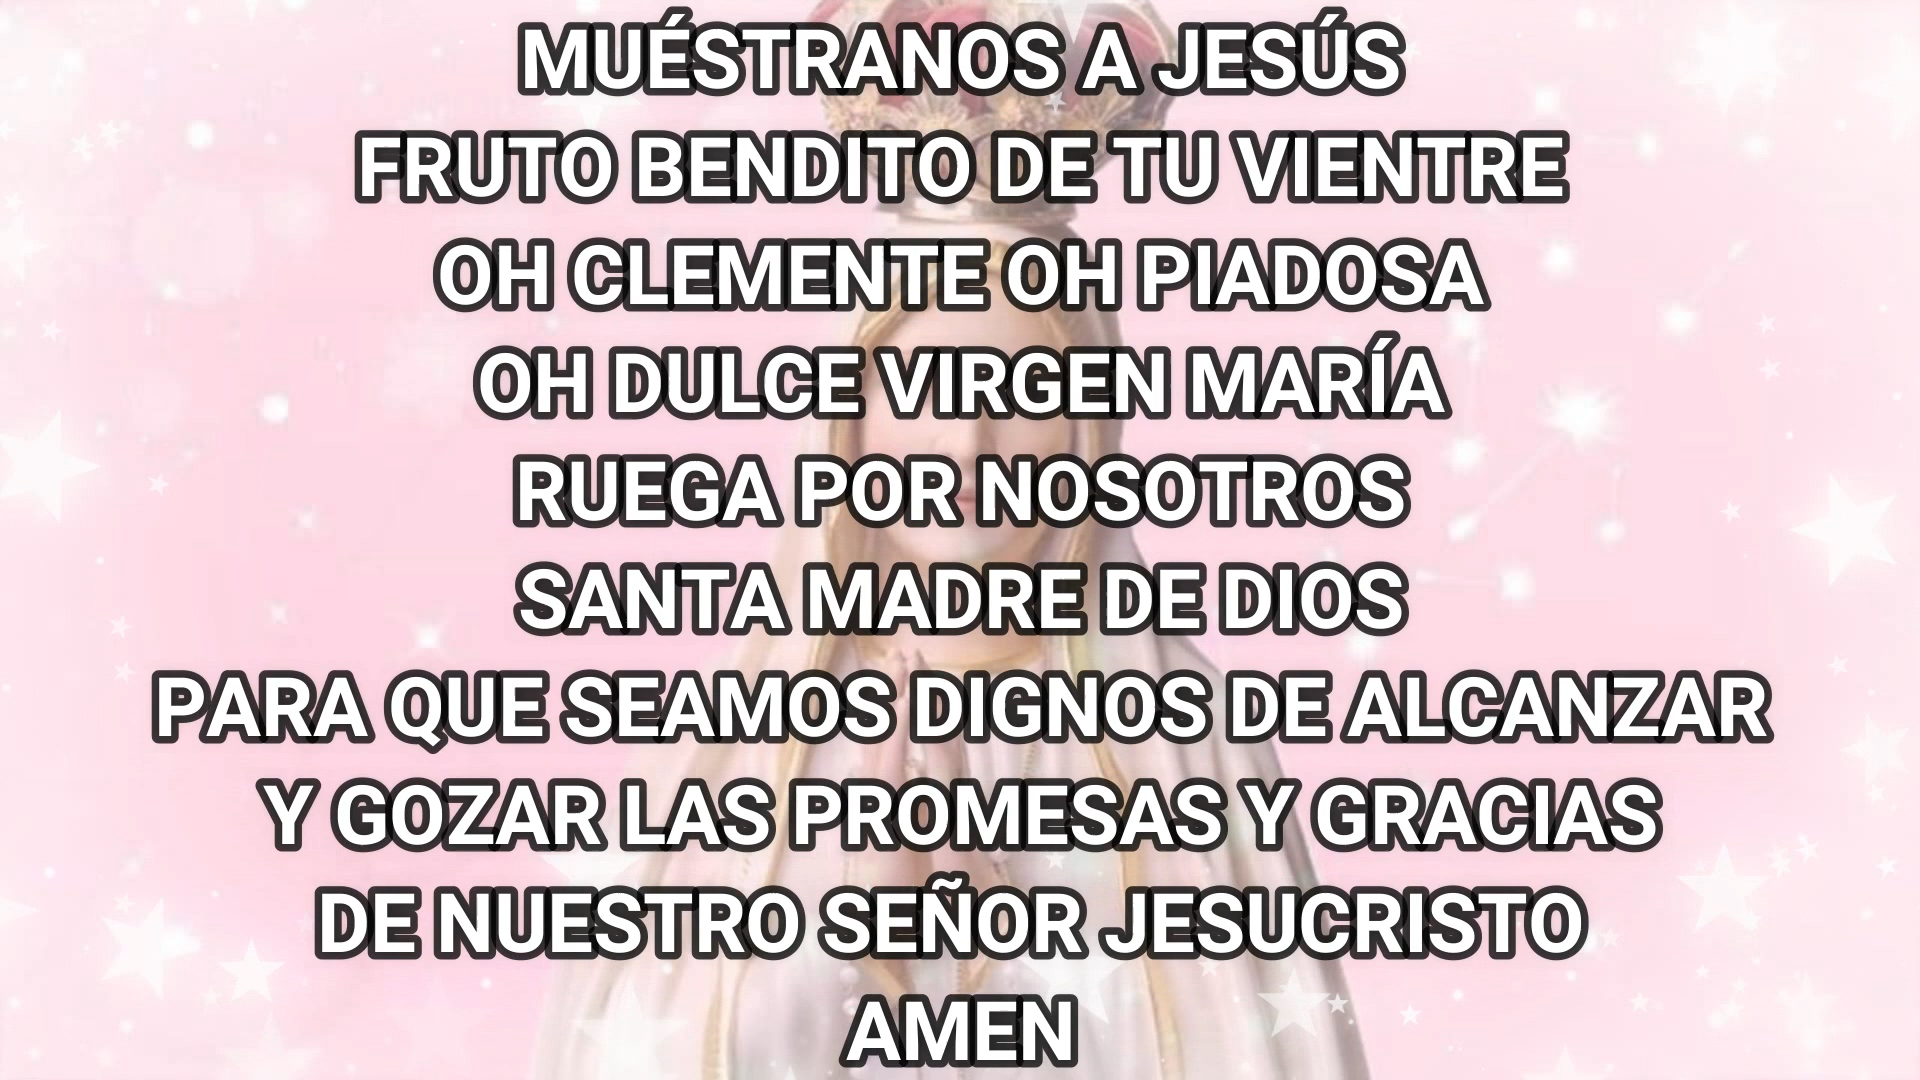 MUÉSTRANOS A JESÚS
FRUTO BENDITO DE TU VIENTRE
OH CLEMENTE OH PIADOSA
OH DULCE VIRGEN MARÍA
RUEGA POR NOSOTROS
SANTA MADRE DE DIOS
PARA QUE SEAMOS DIGNOS DE ALCANZAR
Y GOZAR LAS PROMESAS Y GRACIAS
DE NUESTRO SEÑOR JESUCRISTO
AMEN